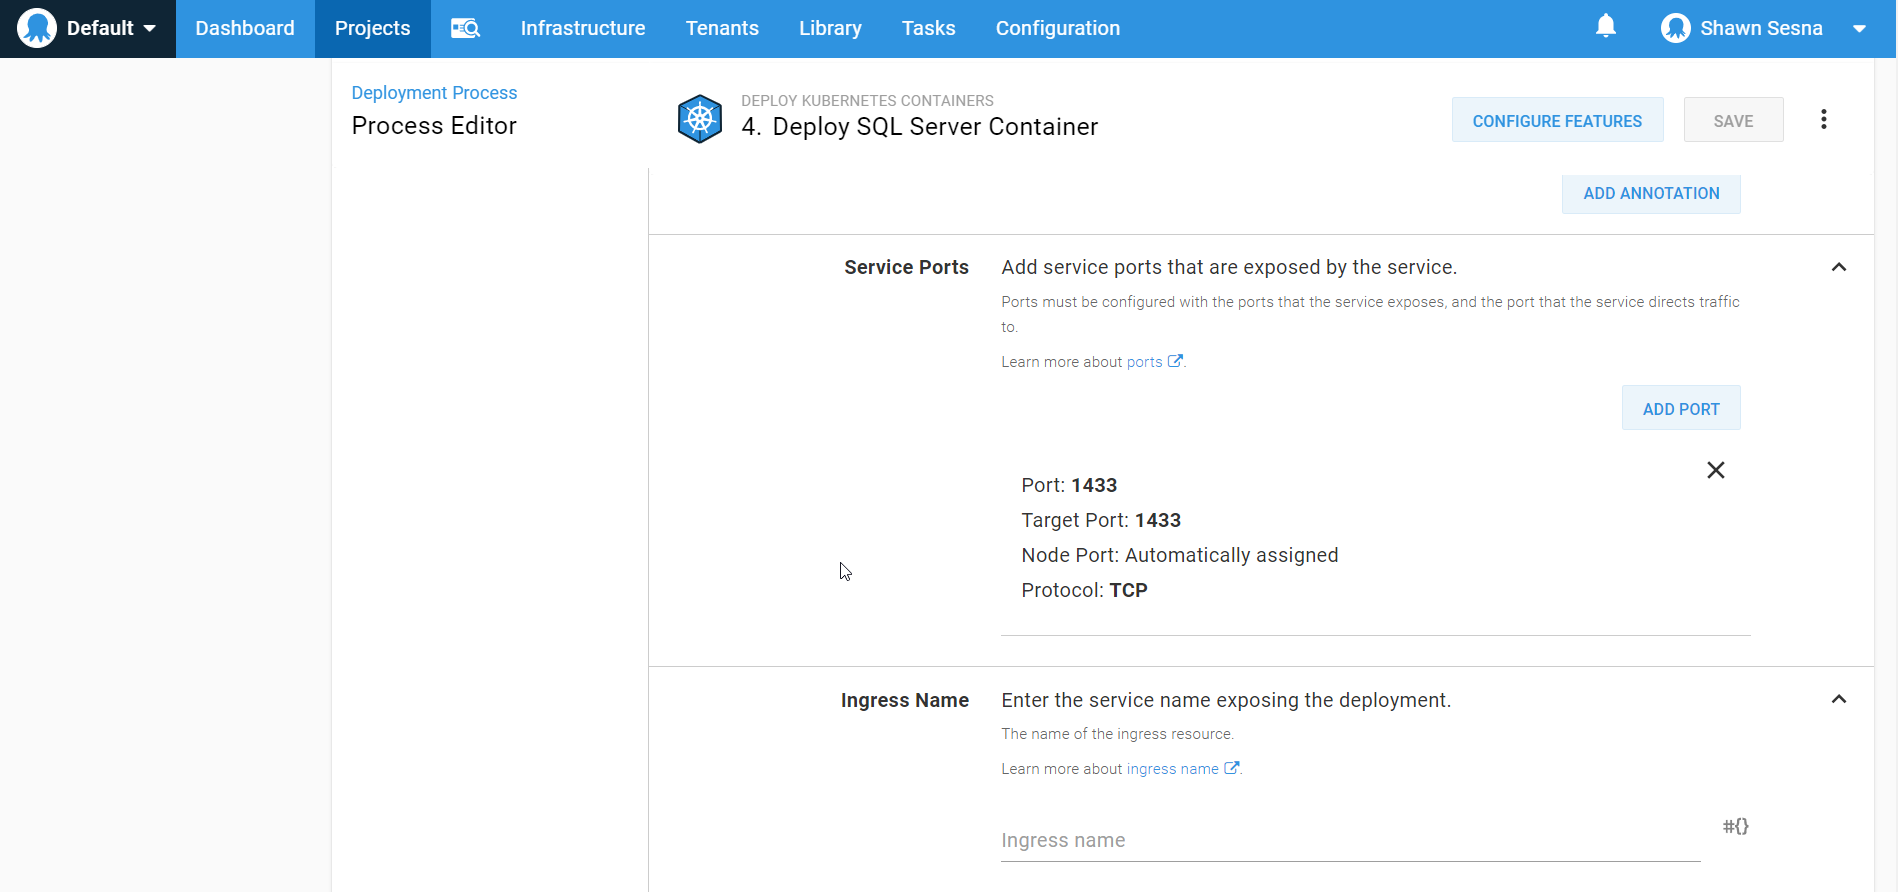 Default
Dashboard
Projects
Infrastructure
Tenants
Library
Tasks
Configuration
Shawn Sesna
Deployment Process
Process Editor
DEPLOY KUBERNETES CONTAINERS
4. Deploy SQL Server Container
CONFIGURE FEATURES
SAVE
ADD ANNOTATION
Service Ports
Add service ports that are exposed by the service.
Ports must be configured with the ports that the service exposes, and the port that the service directs traffic
to.
Learn more about ports.
ADD PORT
Port: 1433
Target Port: 1433
Node Port: Automatically assigned
Protocol: TCP
Ingress Name
Enter the service name exposing the deployment.
The name of the ingress resource.
Learn more about ingress name.
Ingress name
#{}